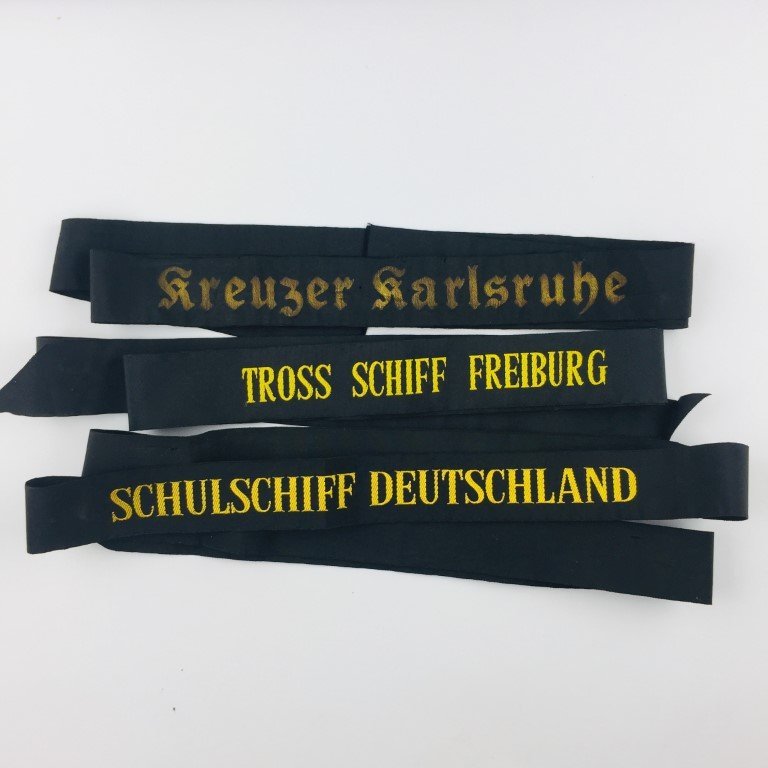 Kreuzer Karlsruhe
TROSS SCHIFF FREIBURG
SCHULSCHIFF DEUTSCHLAND